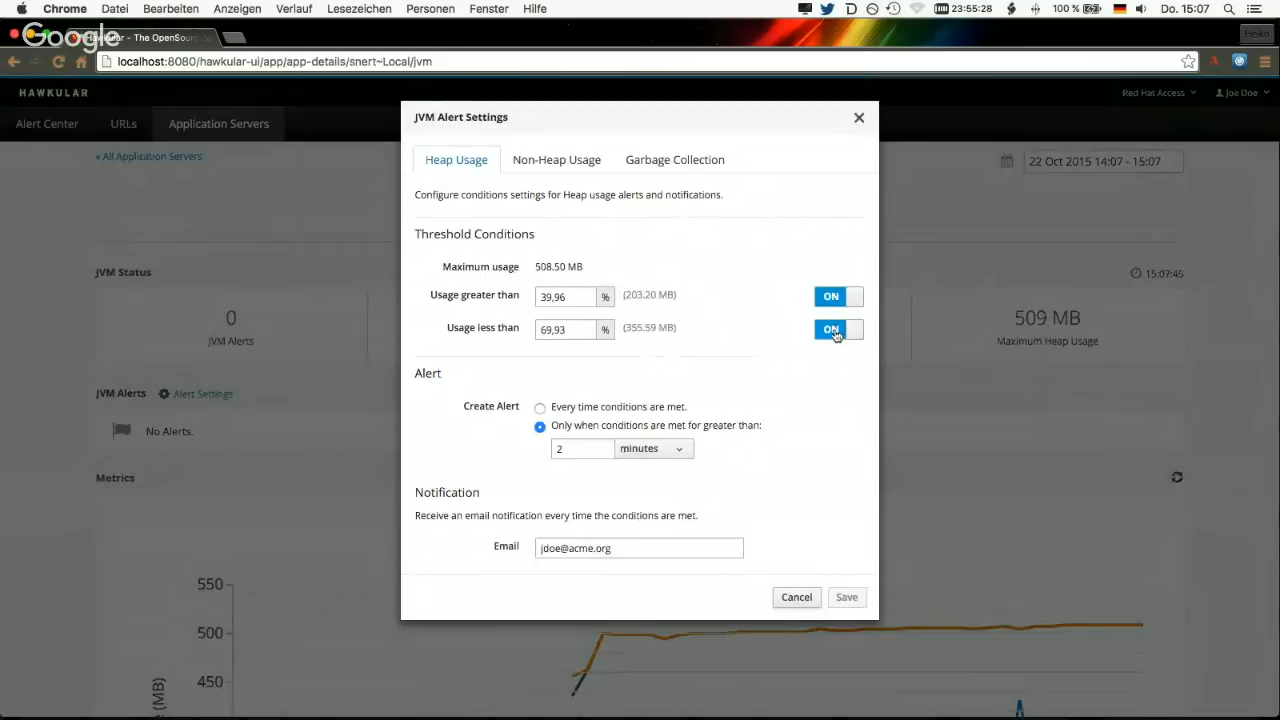 Chrome Datei Bearbeiten Anzeigen Verlauf Lesezeichen Personen Fenster Hilfe 23:55:28 100 % Do. 15:07
Google
Hawkular - The OpenSour
Heiko
localhost:8080/hawkular-ui/app/app-details/snert~Local/jvm
HAWKULAR
Red Hat Access
Joe Doe
Alert Center URLs Application Servers
« All Application Servers
22 Oct 2015 14:07 - 15:07
JVM Status
15:07:45
0
JVM Alerts
509 MB
Maximum Heap Usage
JVM Alerts Alert Settings
No Alerts.
Metrics
550
500
450
(MB)
JVM Alert Settings
Heap Usage Non-Heap Usage Garbage Collection
Configure conditions settings for Heap usage alerts and notifications.
Threshold Conditions
Maximum usage 508.50 MB
Usage greater than 39,96 % (203.20 MB) ON
Usage less than 69,93 % (355.59 MB) ON
Alert
Create Alert Every time conditions are met.
Only when conditions are met for greater than:
2 minutes
Notification
Receive an email notification every time the conditions are met.
Email jdoe@acme.org
Cancel Save